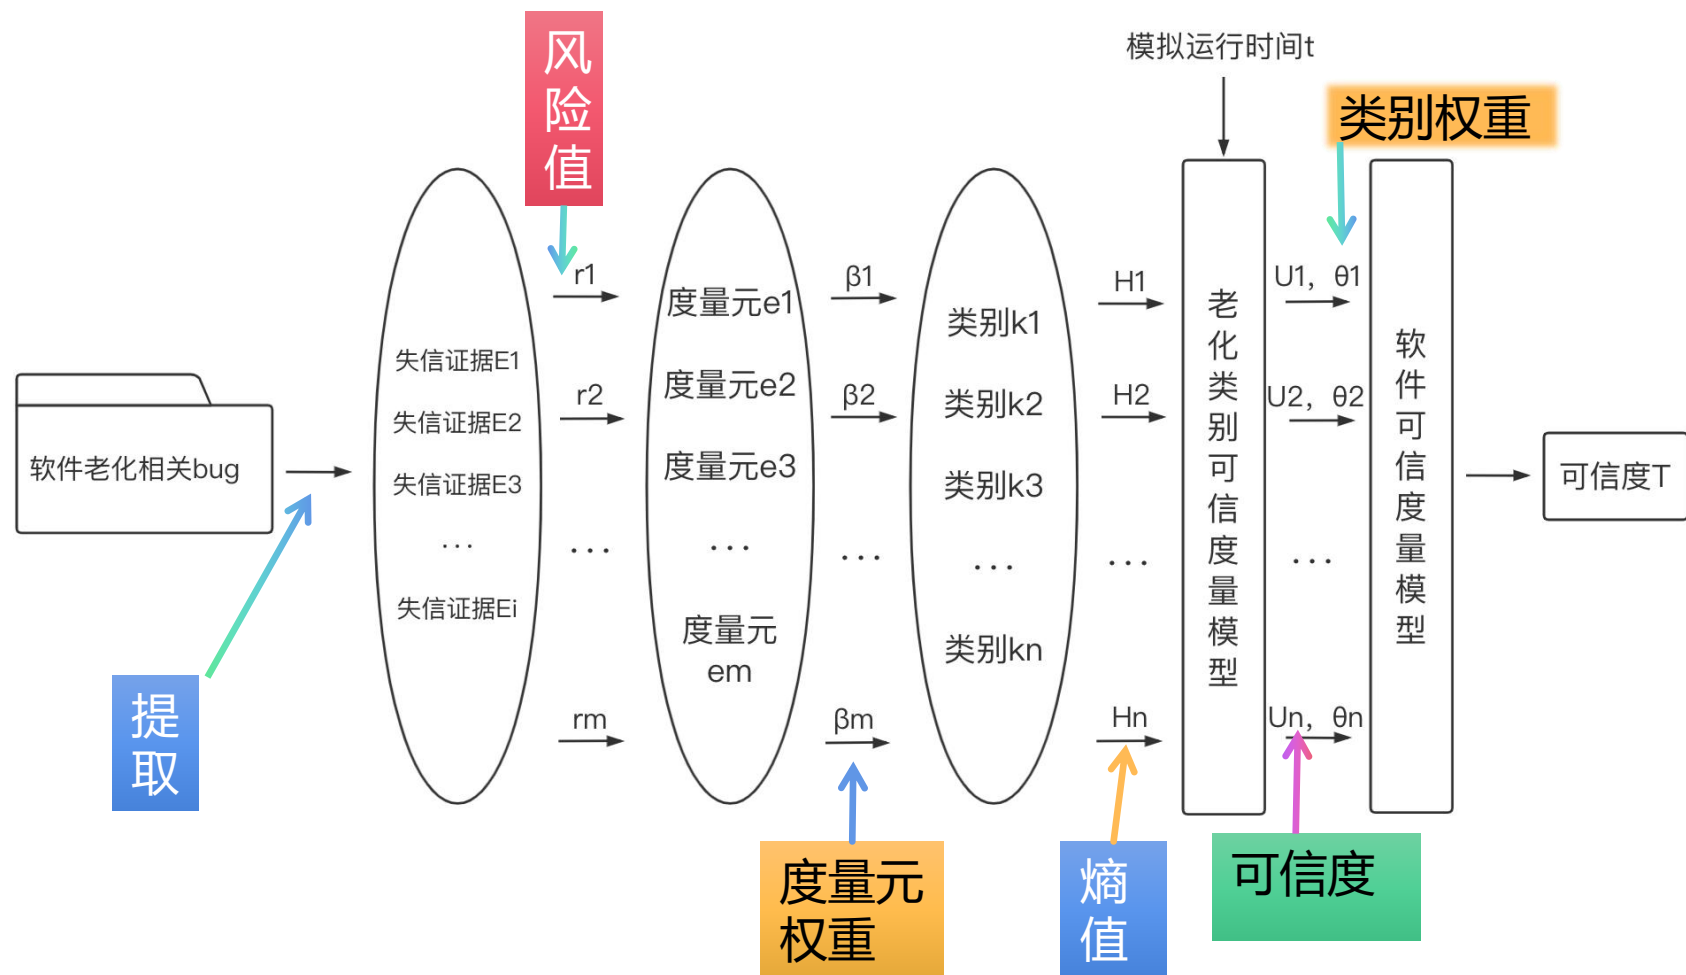 模拟运行时间t
风
险
值
类别权重
r1
β1
H1
U1, θ1
失信证据E1
度量元e1
类别k1
r2
β2
H2
U2, θ2
失信证据E2
度量元e2
类别k2
软件老化相关bug
失信证据E3
度量元e3
类别k3
...
...
...
...
...
...
...
失信证据Ei
度量元
em
类别kn
rm
βm
Hn
Un, θn
老
化
类
别
可
信
度
量
模
型
软
件
可
信
度
量
模
型
可信度T
提
取
度量元
权重
熵
值
可信度